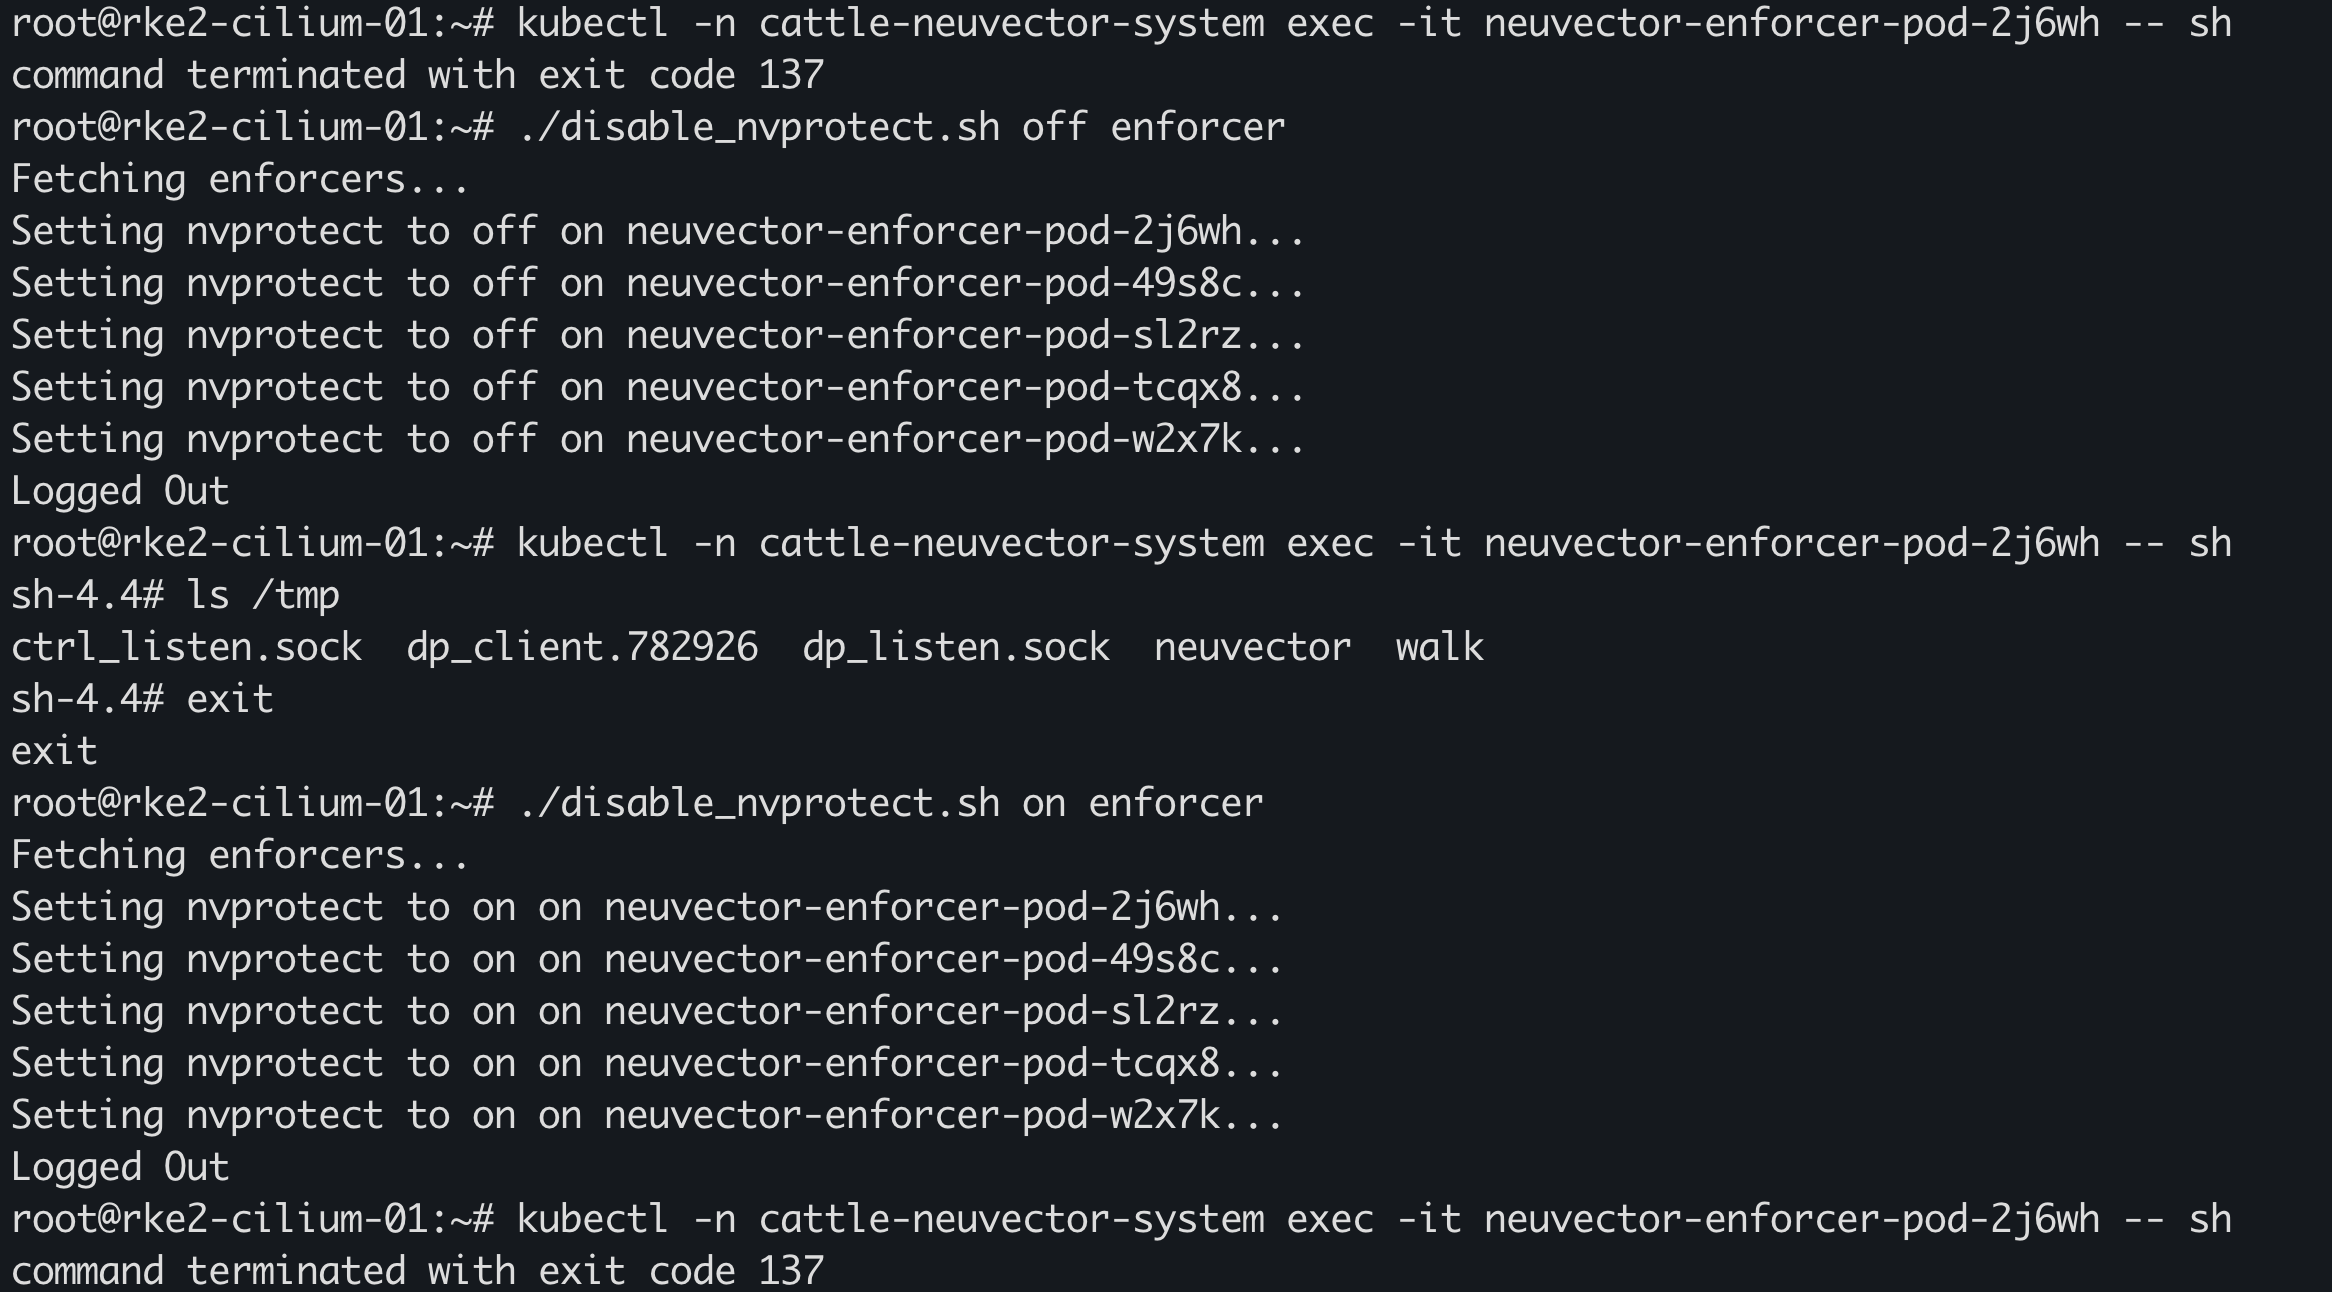 root@rke2-cilium-01:~# kubectl -n cattle-neuvector-system exec -it neuvector-enforcer-pod-2j6wh -- sh
command terminated with exit code 137
root@rke2-cilium-01:~# ./disable_nvprotect.sh off enforcer
Fetching enforcers...
Setting nvprotect to off on neuvector-enforcer-pod-2j6wh...
Setting nvprotect to off on neuvector-enforcer-pod-49s8c...
Setting nvprotect to off on neuvector-enforcer-pod-sl2rz...
Setting nvprotect to off on neuvector-enforcer-pod-tcqx8...
Setting nvprotect to off on neuvector-enforcer-pod-w2x7k...
Logged Out
root@rke2-cilium-01:~# kubectl -n cattle-neuvector-system exec -it neuvector-enforcer-pod-2j6wh -- sh
sh-4.4# ls /tmp
ctrl_listen.sock  dp_client.782926  dp_listen.sock  neuvector  walk
sh-4.4# exit
exit
root@rke2-cilium-01:~# ./disable_nvprotect.sh on enforcer
Fetching enforcers...
Setting nvprotect to on on neuvector-enforcer-pod-2j6wh...
Setting nvprotect to on on neuvector-enforcer-pod-49s8c...
Setting nvprotect to on on neuvector-enforcer-pod-sl2rz...
Setting nvprotect to on on neuvector-enforcer-pod-tcqx8...
Setting nvprotect to on on neuvector-enforcer-pod-w2x7k...
Logged Out
root@rke2-cilium-01:~# kubectl -n cattle-neuvector-system exec -it neuvector-enforcer-pod-2j6wh -- sh
command terminated with exit code 137